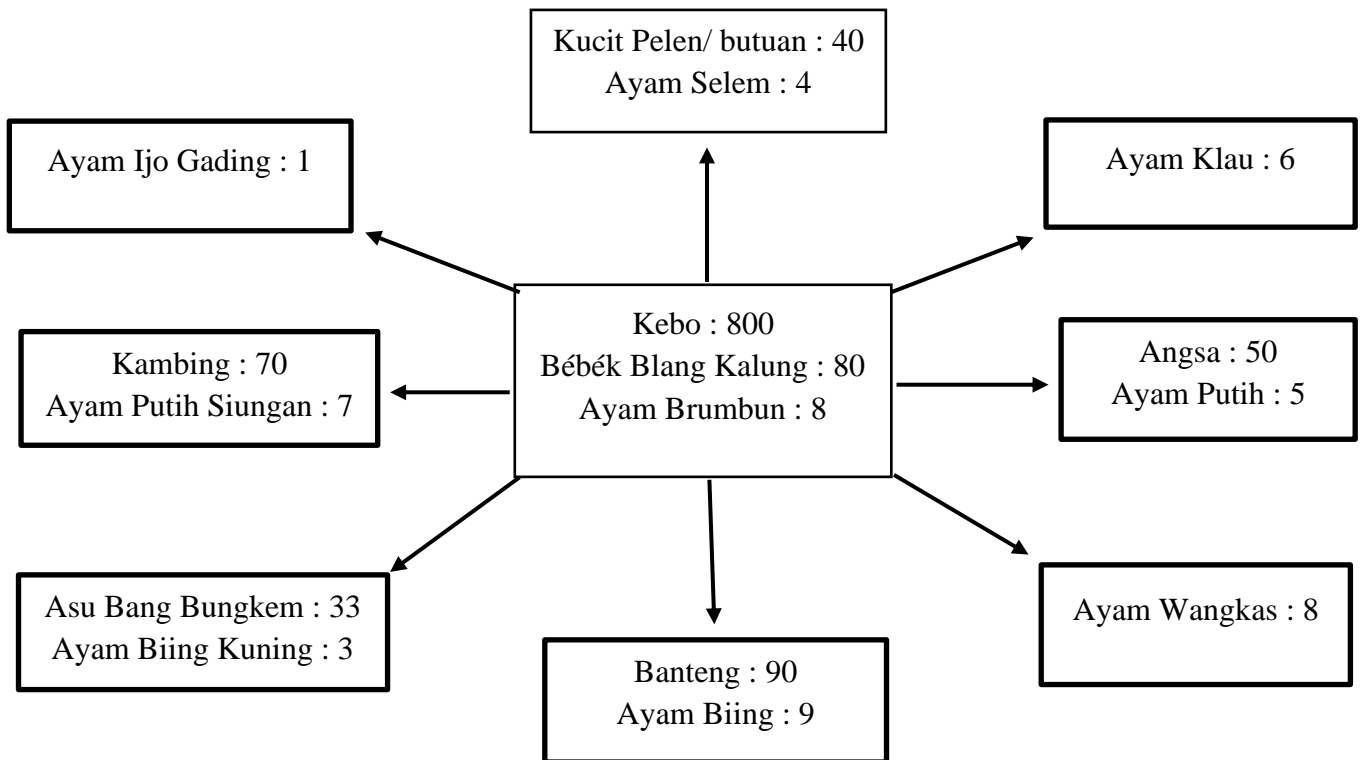 Kucit Pelen/ butuan : 40
Ayam Selem : 4
Ayam Ijo Gading : 1
Ayam Klau : 6
Kebo : 800
Bébék Blang Kalung : 80
Ayam Brumbun : 8
Kambing : 70
Ayam Putih Siungan : 7
Angsa : 50
Ayam Putih : 5
Asu Bang Bungkem : 33
Ayam Biing Kuning : 3
Banteng : 90
Ayam Biing : 9
Ayam Wangkas : 8